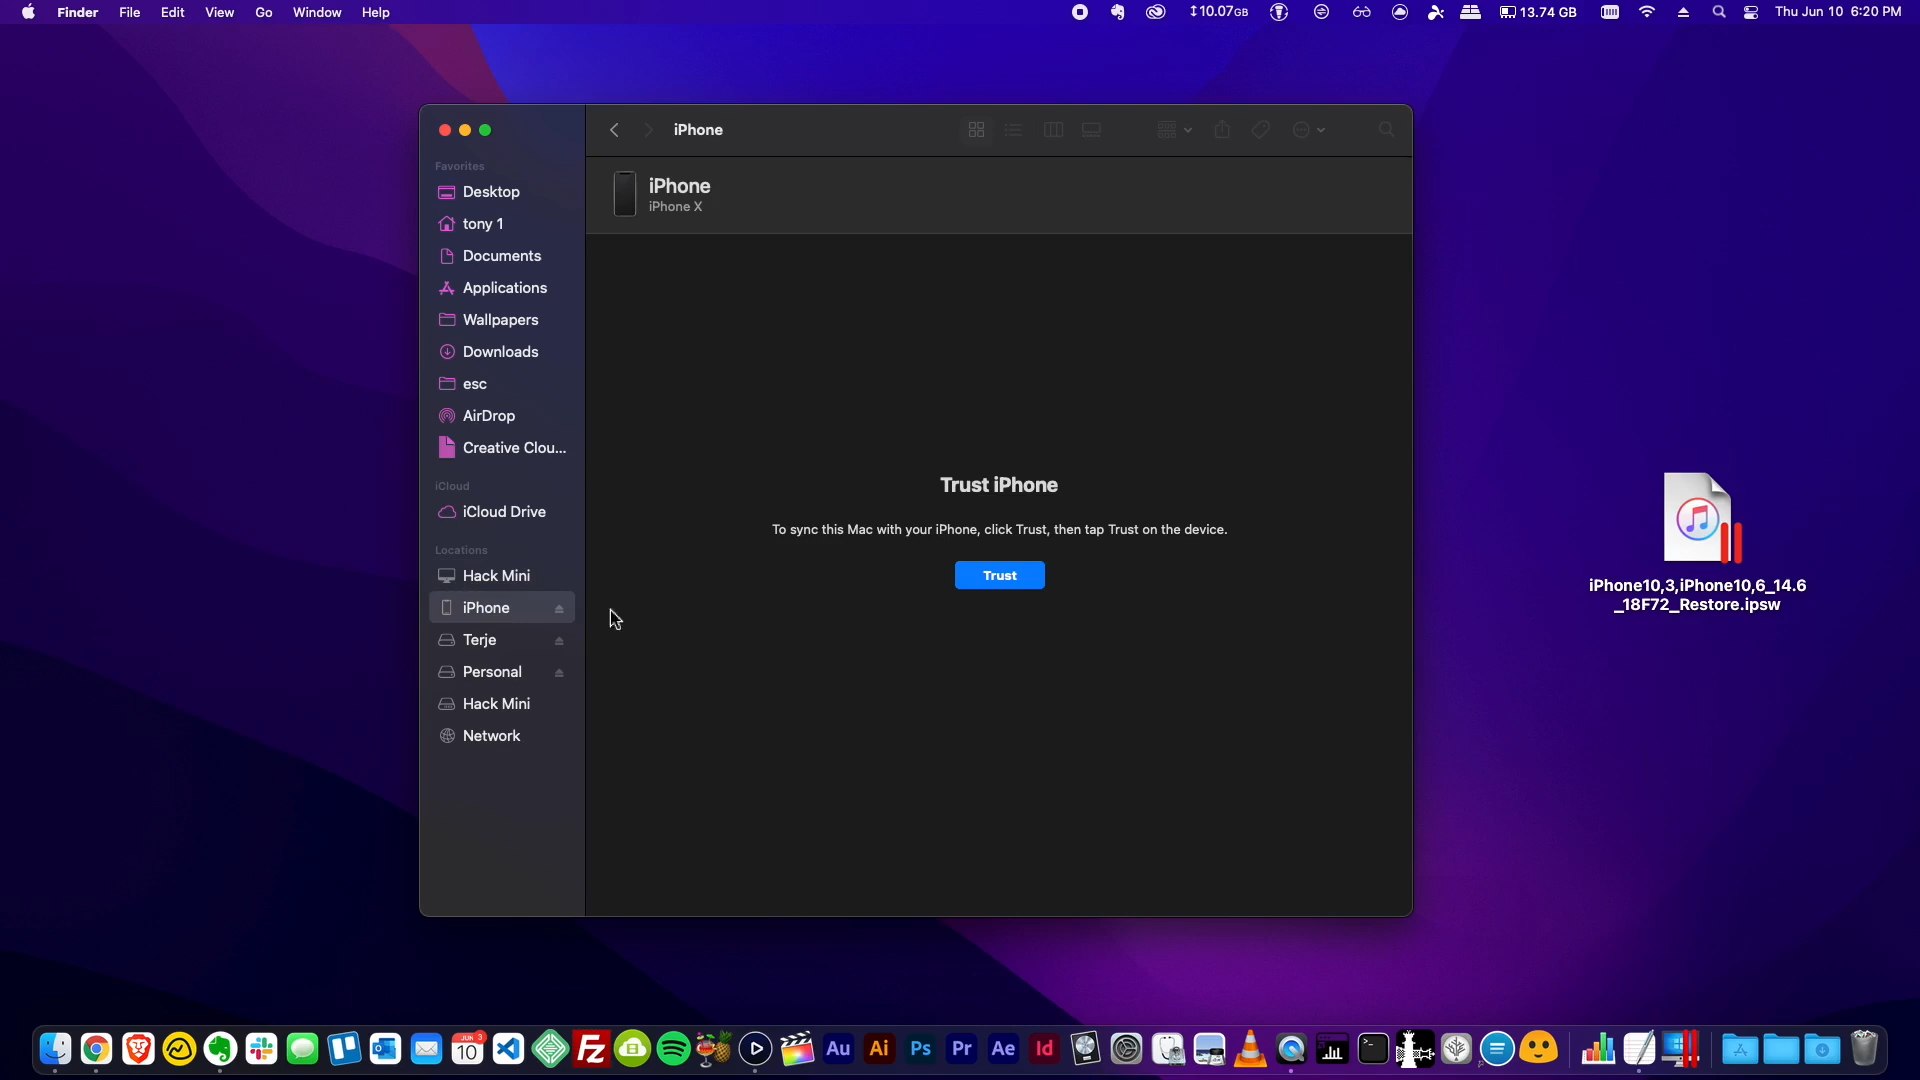 Finder File Edit View Go Window Help
10.07GB 13.74 GB Thu Jun 10 6:20 PM
iPhone
iPhone
iPhone X
Favorites
Desktop
tony 1
Documents
Applications
Wallpapers
Downloads
esc
AirDrop
Creative Clou...
iCloud
iCloud Drive
Locations
Hack Mini
iPhone
Terje
Personal
Hack Mini
Network
Trust iPhone
To sync this Mac with your iPhone, click Trust, then tap Trust on the device.
Trust
iPhone10,3,iPhone10,6_14.6
_18F72_Restore.ipsw
JUN 3
10
Fz
Au
Ai
Ps
Pr
Ae
Id